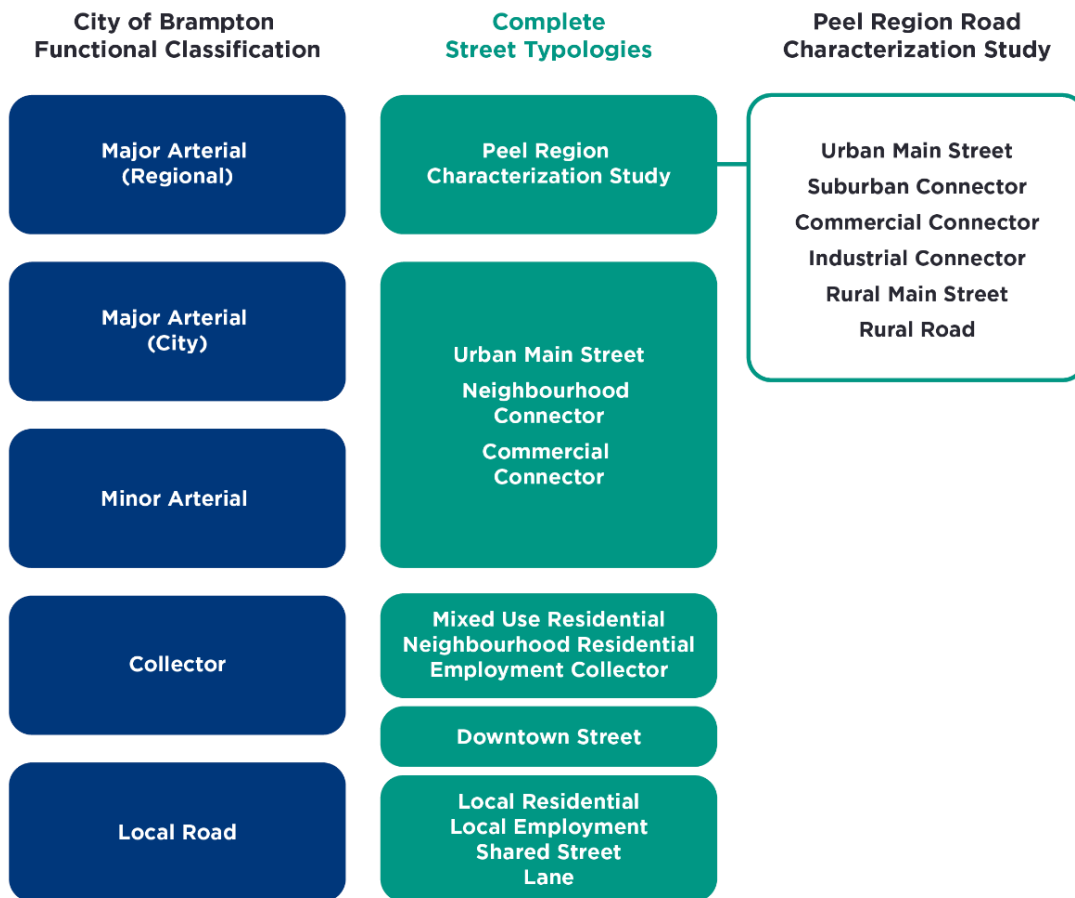 City of Brampton
Functional Classification
Complete
Street Typologies
Peel Region Road
Characterization Study
Major Arterial
(Regional)
Peel Region
Characterization Study
Urban Main Street
Suburban Connector
Commercial Connector
Industrial Connector
Rural Main Street
Rural Road
Major Arterial
(City)
Minor Arterial
Urban Main Street
Neighbourhood
Connector
Commercial
Connector
Collector
Mixed Use Residential
Neighbourhood Residential
Employment Collector
Downtown Street
Local Road
Local Residential
Local Employment
Shared Street
Lane